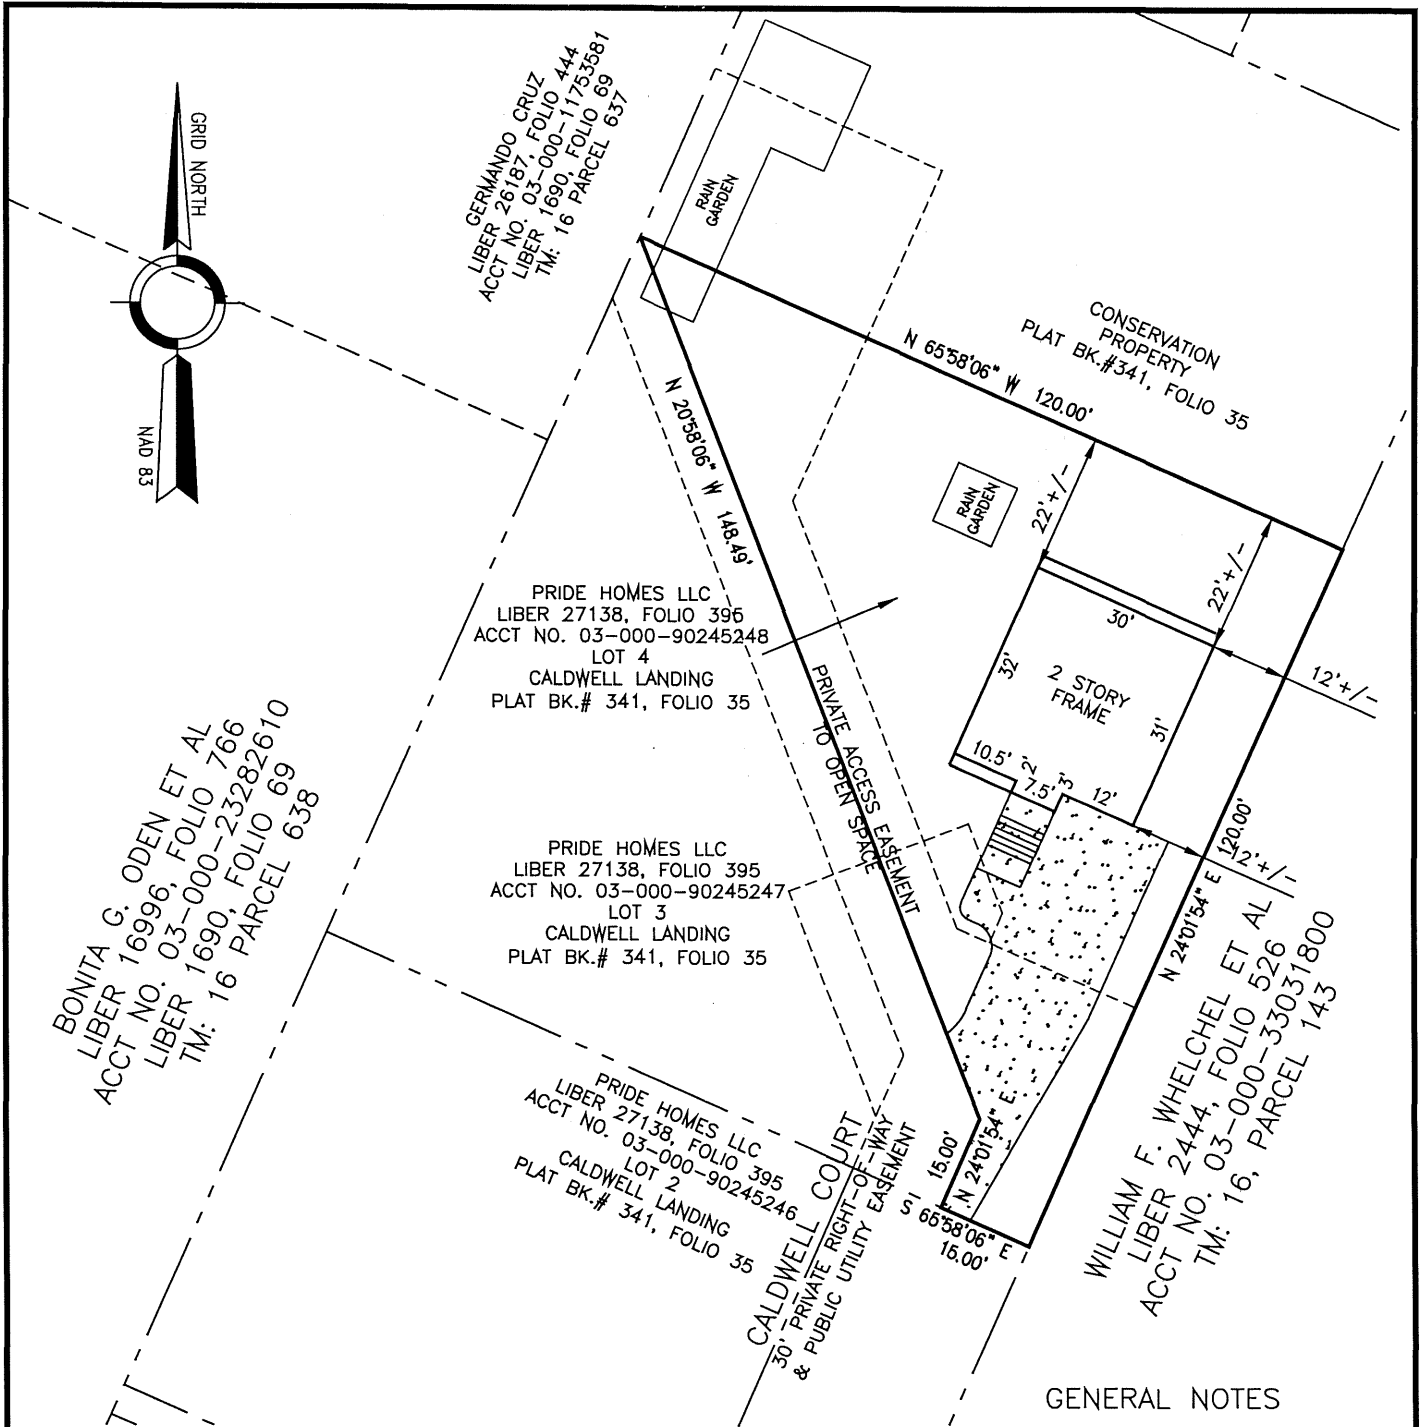 GERMANDO CRUZ
LIBER 26187, FOLIO 444
ACCT NO. 03-000-11753581
LIBER 1690, FOLIO 69
TM: 16 PARCEL 637
GRID NORTH
NAD 83
RAIN
GARDEN
CONSERVATION
PROPERTY
PLAT BK.#341, FOLIO 35
N 65°58'06" W 120.00'
N 20°58'06" W 148.49'
RAIN
GARDEN
22'+/-
22'+/-
30'
32'
2 STORY
FRAME
31'
12'+/-
10.5'
2'
7.5'
3'
12'
12'+/-
PRIDE HOMES LLC
LIBER 27138, FOLIO 395
ACCT NO. 03-000-90245248
LOT 4
CALDWELL LANDING
PLAT BK.# 341, FOLIO 35
PRIVATE ACCESS EASEMENT
TO OPEN SPACE
PRIDE HOMES LLC
LIBER 27138, FOLIO 395
ACCT NO. 03-000-90245247
LOT 3
CALDWELL LANDING
PLAT BK.# 341, FOLIO 35
BONITA G. ODEN ET AL
LIBER 16996, FOLIO 766
ACCT NO. 03-000-23282610
LIBER 1690, FOLIO 69
TM: 16 PARCEL 638
N 24°01'54" E 120.00'
WILLIAM F. WHELCHEL ET AL
LIBER 2444, FOLIO 526
ACCT NO. 03-000-33031800
TM: 16, PARCEL 143
PRIDE HOMES LLC
LIBER 27138, FOLIO 395
ACCT NO. 03-000-90245246
LOT 2
CALDWELL LANDING
PLAT BK.# 341, FOLIO 35
CALDWELL COURT
30' PRIVATE RIGHT-OF-WAY
& PUBLIC UTILITY EASEMENT
15.00'
N 24°01'54" E
S 65°58'06" E
15.00'
GENERAL NOTES